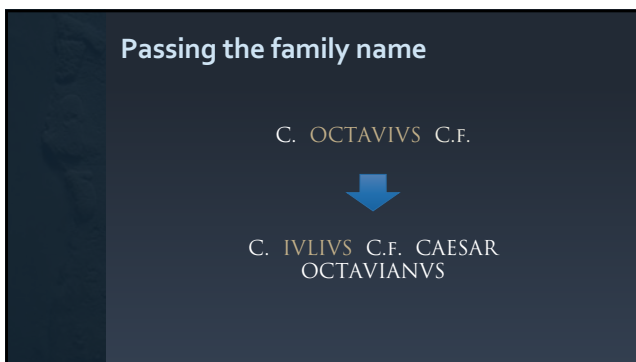 Passing the family name
C. OCTAVIVS C.F.
C. IVLIVS C.F. CAESAR
OCTAVIANVS